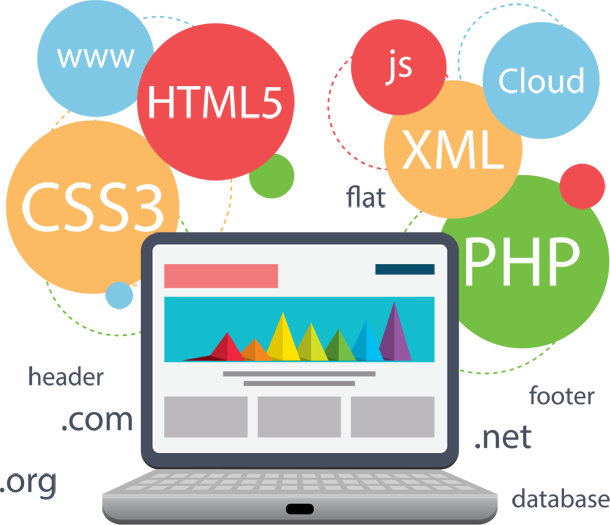 www
HTML5
CSS3
js
Cloud
XML
flat
PHP
header
.com
.org
footer
.net
database